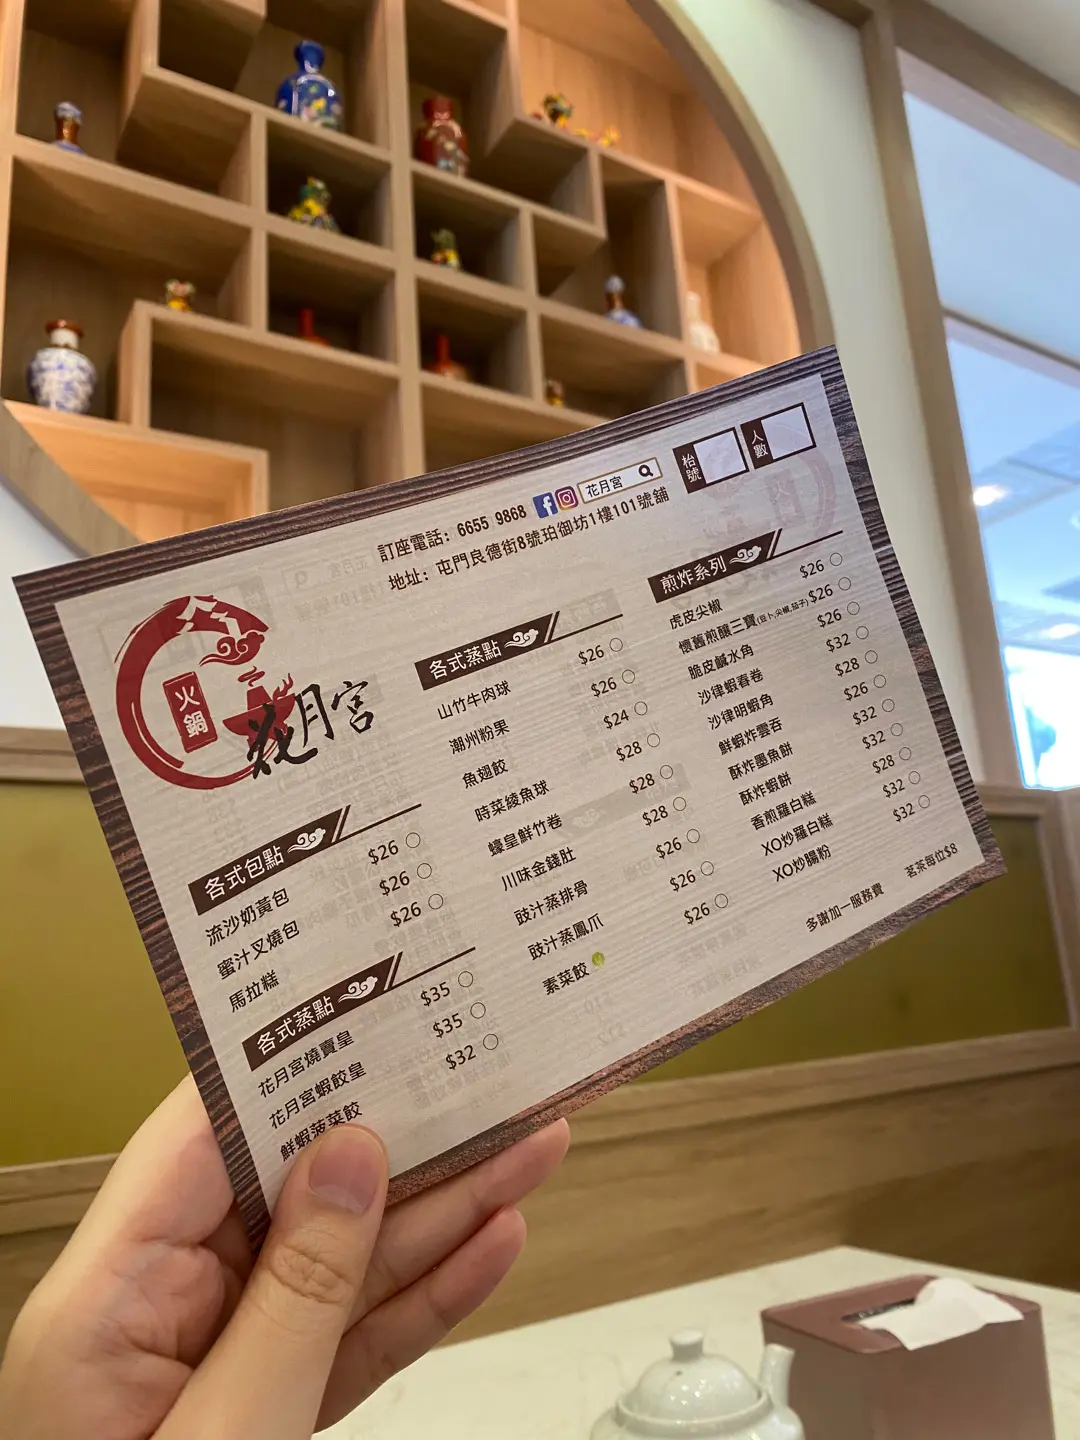 訂座電話: 6655 9868 花月宮
地址: 屯門良德街8號珀御坊1樓101號舖
枱號
人數
火鍋
花月宮
各式包點
流沙奶黃包 $26
蜜汁叉燒包 $26
馬拉糕 $26
各式蒸點
花月宮燒賣皇 $35
花月宮蝦餃皇 $35
鮮蝦菠菜餃 $32
各式蒸點
山竹牛肉球 $26
潮州粉果 $26
魚翅餃 $24
時菜綾魚球 $28
蠔皇鮮竹卷 $28
川味金錢肚 $28
豉汁蒸排骨 $26
豉汁蒸鳳爪 $26
素菜餃 $26
煎炸系列
虎皮尖椒 $26
懷舊煎釀三寶(豆卜,尖椒,茄子) $26
脆皮鹹水角 $26
沙律蝦春卷 $32
沙律明蝦角 $28
鮮蝦炸雲吞 $26
酥炸墨魚餅 $32
酥炸蝦餅 $32
香煎羅白糕 $28
XO炒羅白糕 $32
XO炒腸粉 $32
多謝加一服務費 茗茶每位$8